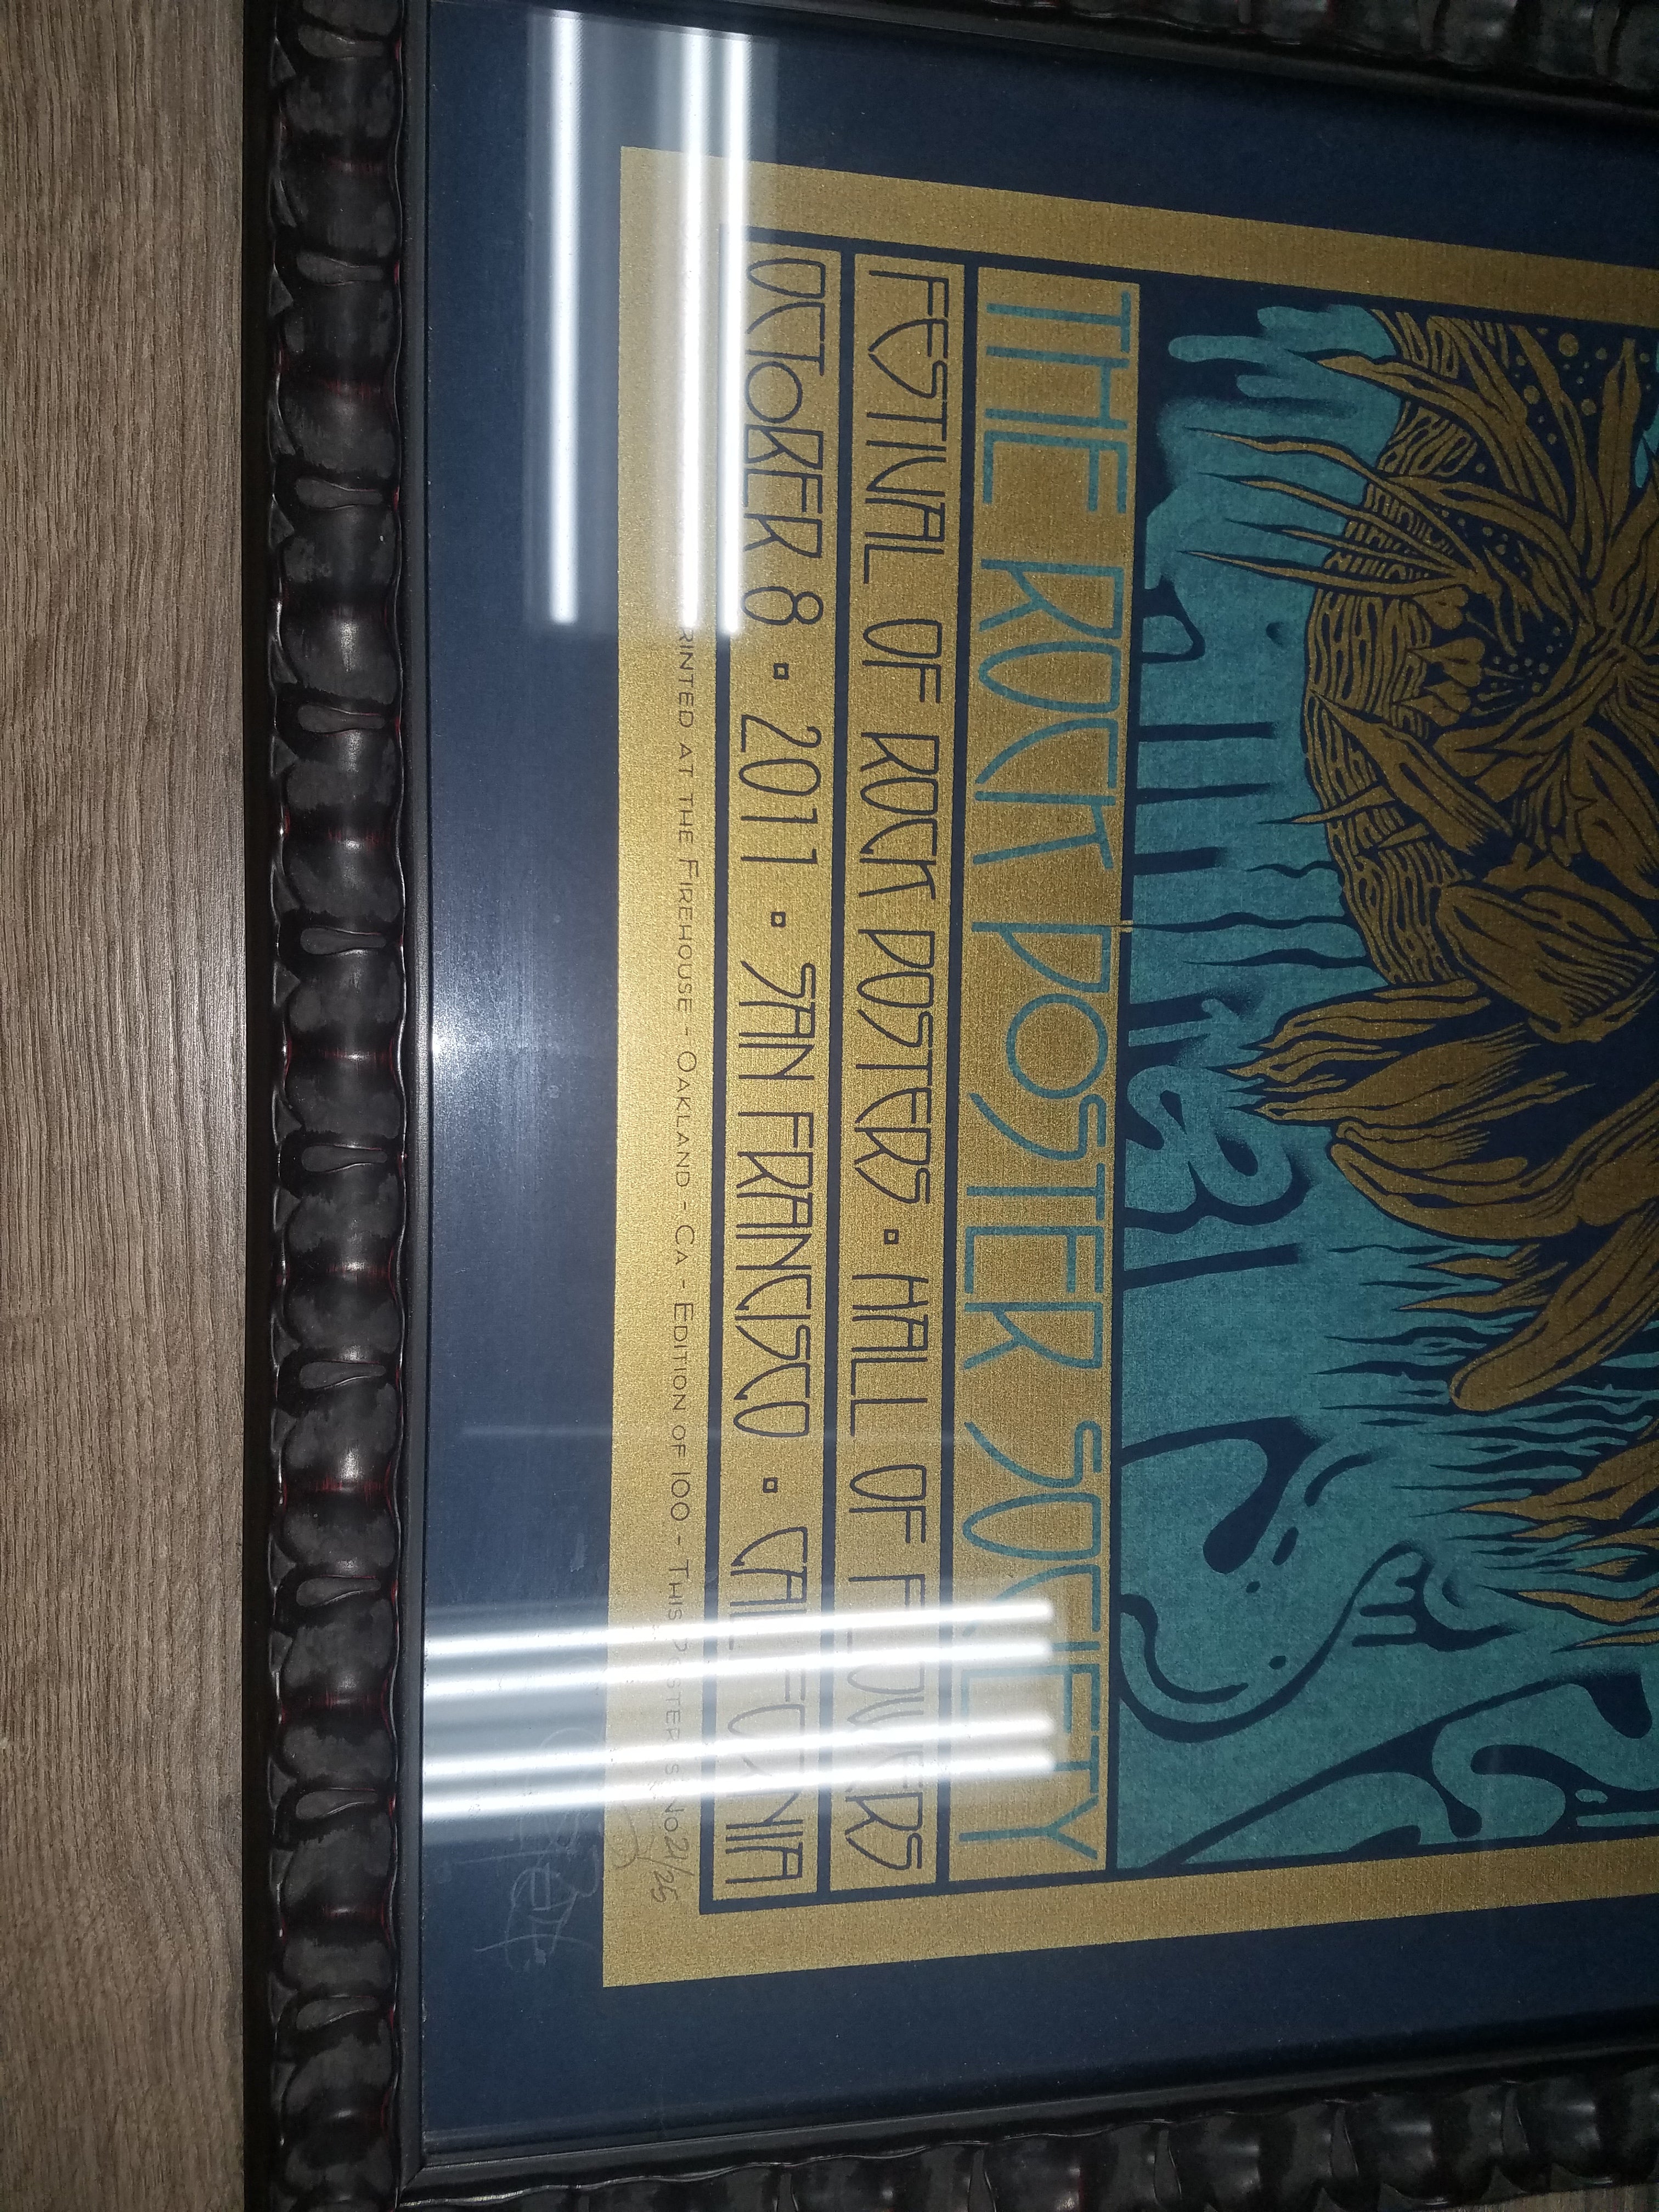 THE ROCK POSTER SOCIETY
FESTIVAL OF ROCK POSTERS ▫ HALL OF FLOWERS
OCTOBER 8 ▫ 2011 ▫ SAN FRANCISCO ▫ CALIFORNIA
PRINTED AT THE FIREHOUSE - OAKLAND - CA - EDITION OF 100 - THIS POSTER IS NO 21/25